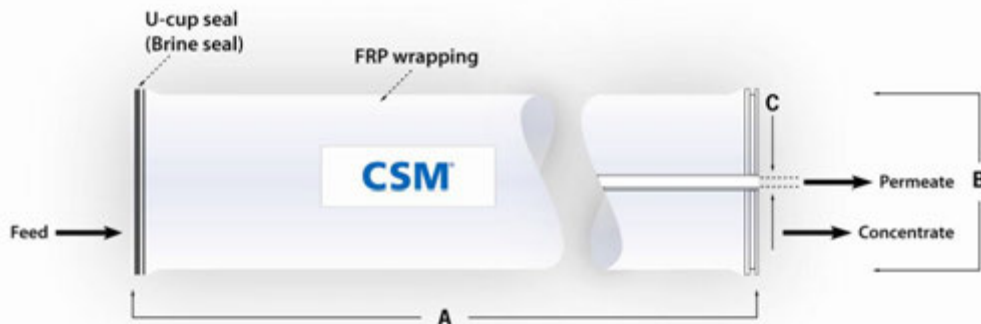 U-cup seal
(Brine seal)
FRP wrapping
C
CSM
Permeate
B
Feed
Concentrate
A